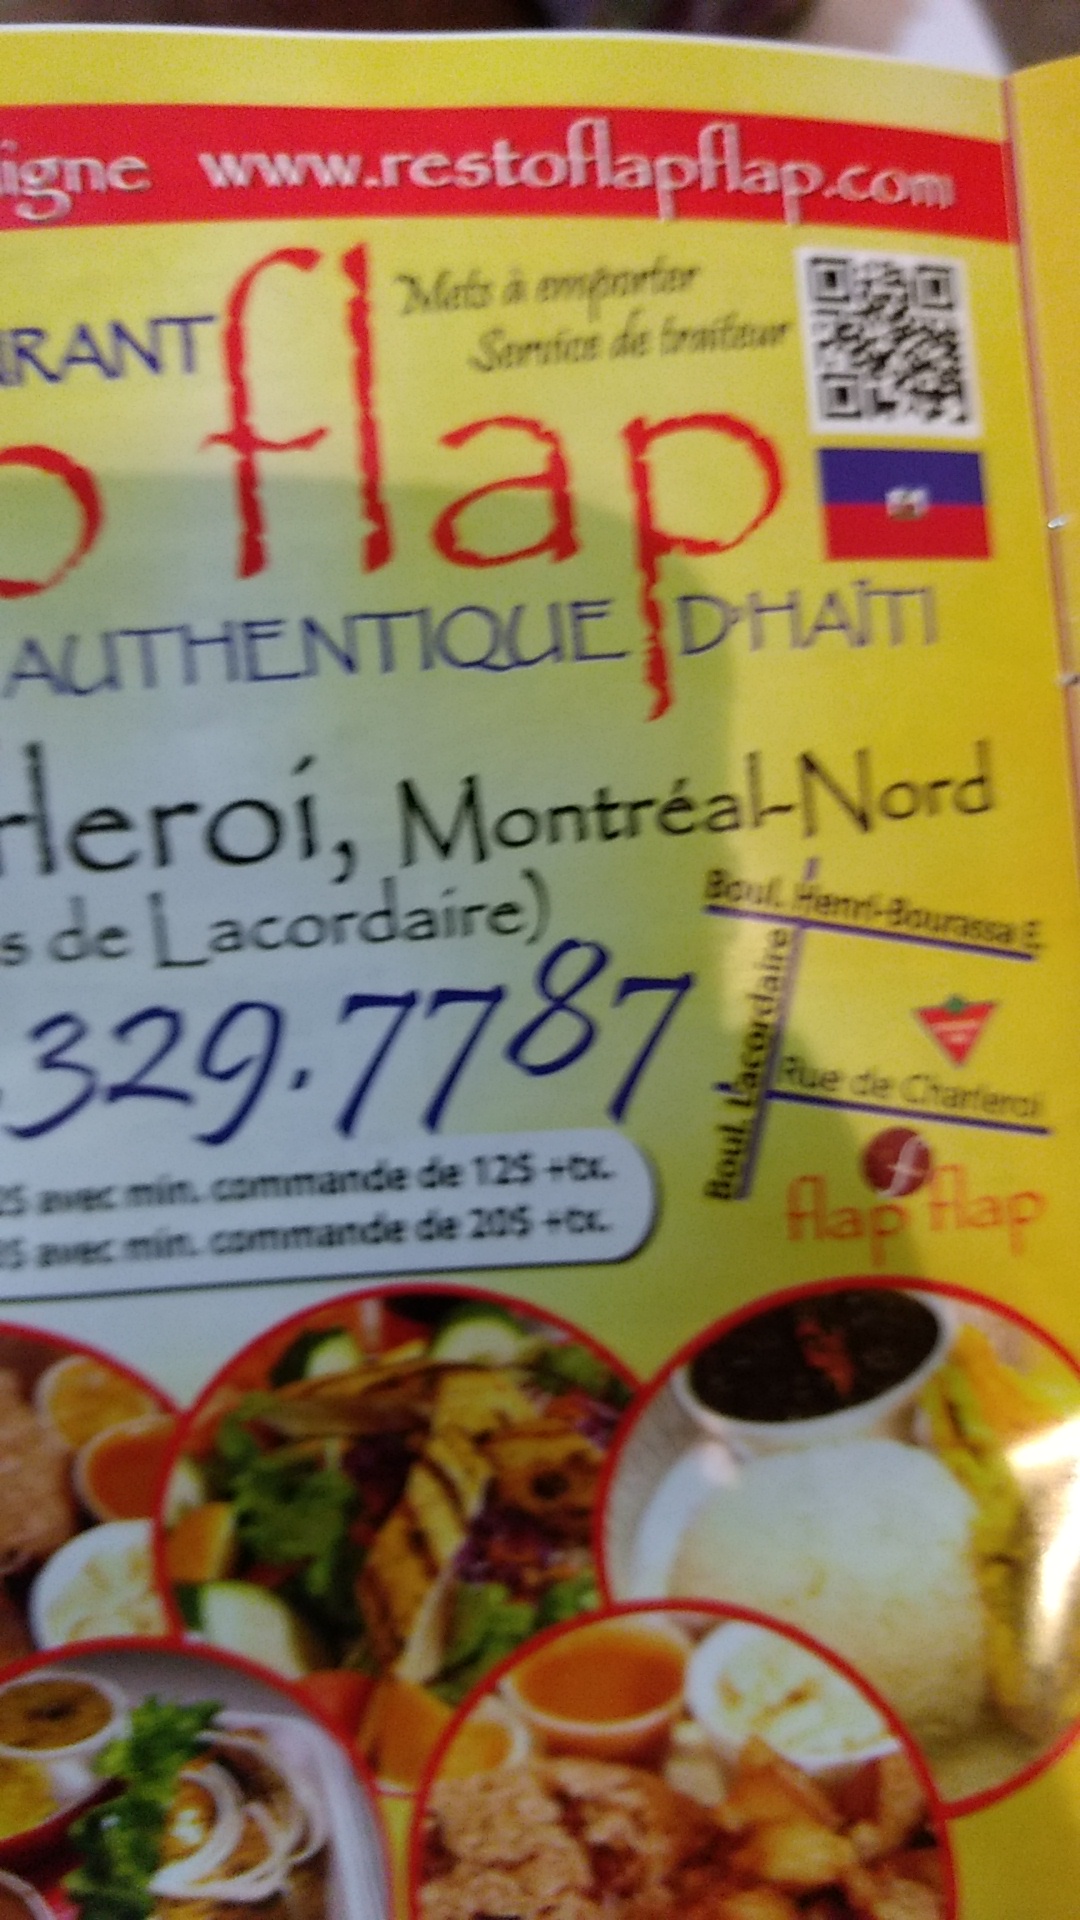 igne www.restoflapflap.com
Mets à emporter
Service de traiteur
RANT
flap
AUTHENTIQUE D'HAÏTI
rleroi, Montréal-Nord
s de Lacordaire)
329.7787
Boul. Henri-Bourassa E.
Boul. Lacordaire
Rue de Charleroi
$ avec min. commande de 12$ +tx.
$ avec min. commande de 20$ +tx.
f
flap flap